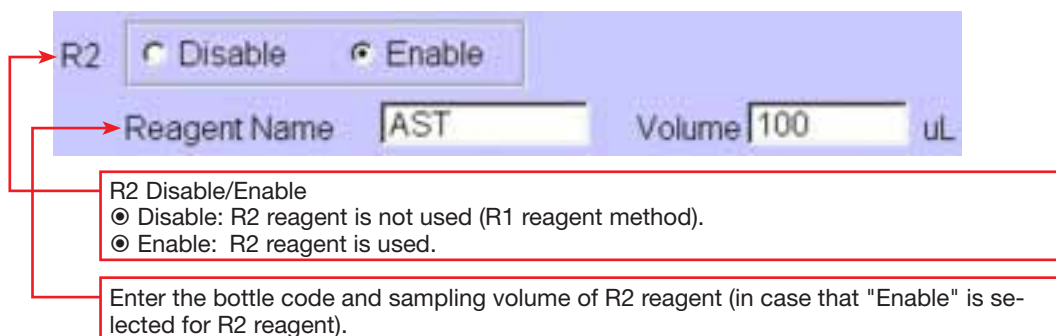 R2 Disable Enable
Reagent Name AST Volume 100 uL
R2 Disable/Enable
◉ Disable: R2 reagent is not used (R1 reagent method).
◉ Enable: R2 reagent is used.
Enter the bottle code and sampling volume of R2 reagent (in case that "Enable" is se-
lected for R2 reagent).